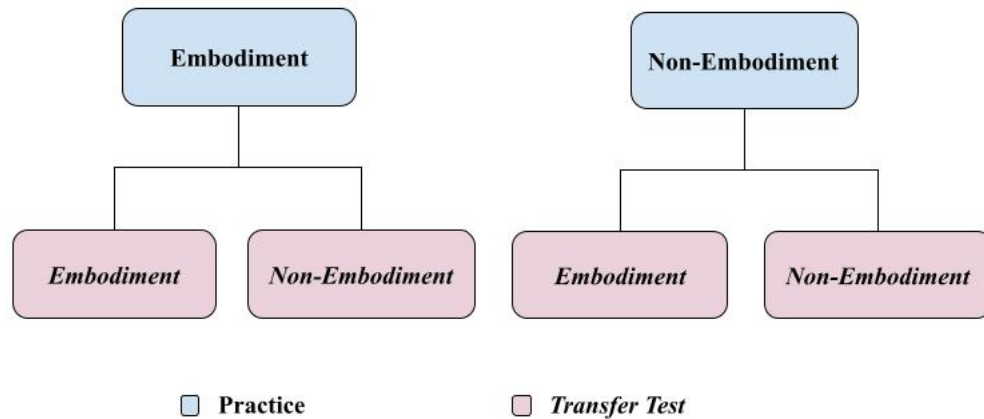 Embodiment
Non-Embodiment
Embodiment
Non-Embodiment
Embodiment
Non-Embodiment
Practice
Transfer Test